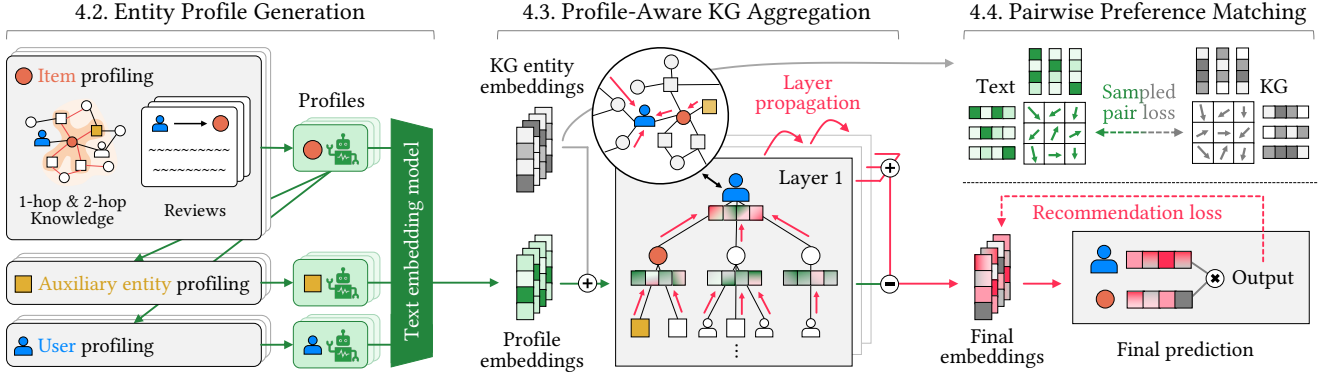 4.2. Entity Profile Generation
Item profiling
1-hop & 2-hop
Knowledge
Reviews
Profiles
Auxiliary entity profiling
User profiling
Text embedding model
4.3. Profile-Aware KG Aggregation
KG entity
embeddings
Layer
propagation
Layer 1
Profile
embeddings
⋮
4.4. Pairwise Preference Matching
Text
Sampled
pair loss
KG
Recommendation loss
Output
Final
embeddings
Final prediction